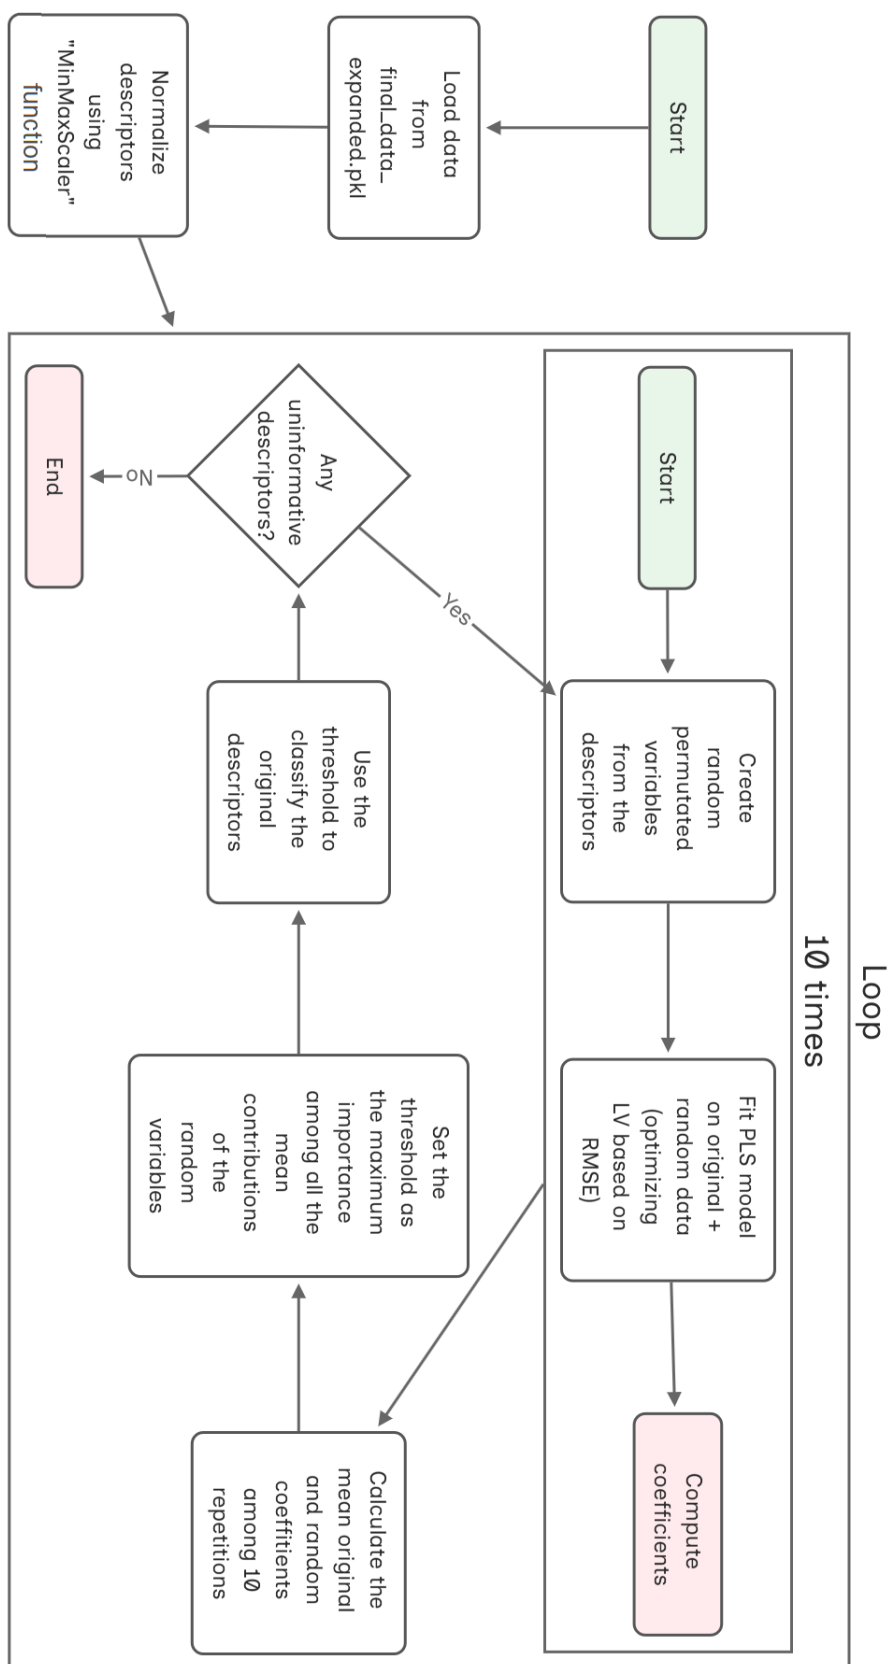 Start
Load data
from
final_data_
expanded.pkl
Normalize
descriptors
using
"MinMaxScaler"
function
Loop
10 times
Start
Create
random
permutated
variables
from the
descriptors
Fit PLS model
on original +
random data
(optimizing
LV based on
RMSE)
Compute
coefficients
Calculate the
mean original
and random
coeffitients
among 10
repetitions
Set the
threshold as
the maximum
importance
among all the
mean
contributions
of the
random
variables
Use the
threshold to
classify the
original
descriptors
Any
uninformative
descriptors?
Yes
No
End